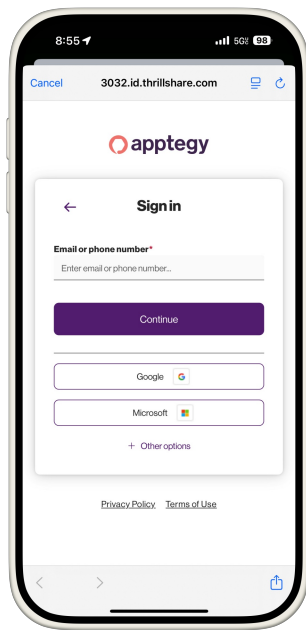 8:55
5G 98
Cancel
3032.id.thrillshare.com
apptegy
Sign in
Email or phone number*
Enter email or phone number...
Continue
Google
Microsoft
+ Other options
Privacy Policy
Terms of Use